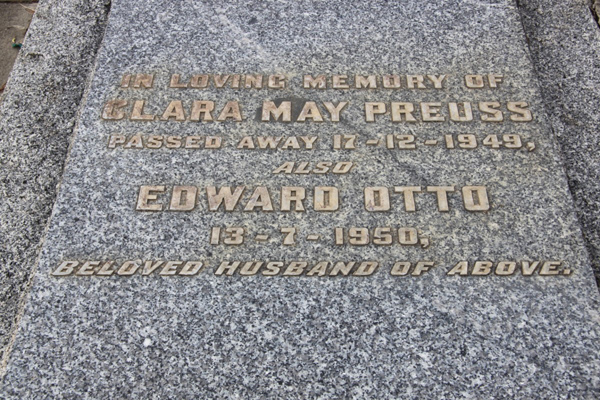 IN LOVING MEMORY OF
CLARA MAY PREUSS
PASSED AWAY 17-12-1949,
ALSO
EDWARD OTTO
13-7-1950,
BELOVED HUSBAND OF ABOVE.